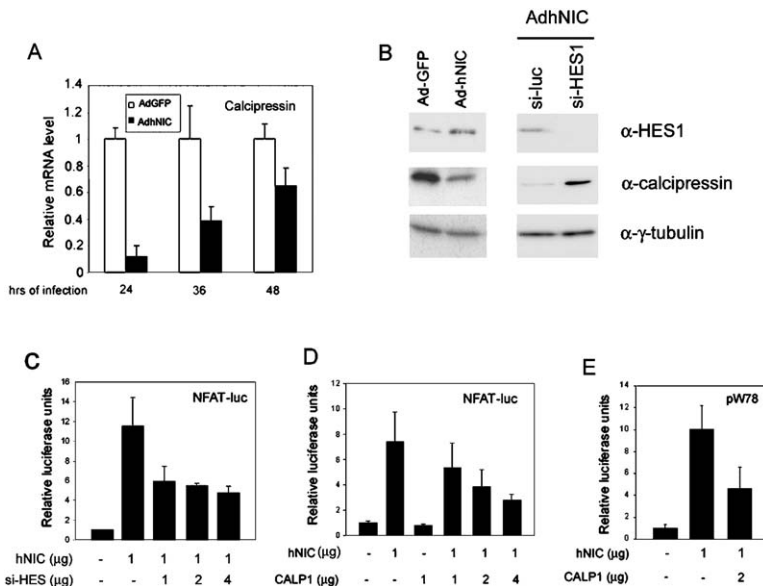 A
1.4
1.2
1
0.8
0.6
0.4
0.2
0
Relative mRNA level
AdGFP
AdhNIC
Calcipressin
hrs of infection 24 36 48
B
AdhNIC
Ad-GFP Ad-hNIC si-luc si-HES1
α-HES1
α-calcipressin
α-γ-tubulin
C
16
14
12
10
8
6
4
2
0
Relative luciferase units
NFAT-luc
hNIC (μg) - 1 1 1 1
si-HES (μg) - - 1 2 4
D
12
10
8
6
4
2
0
Relative luciferase units
NFAT-luc
hNIC (μg) - 1 - 1 1 1
CALP1 (μg) - - 1 1 2 4
E
14
12
10
8
6
4
2
0
Relative luciferase units
pW78
hNIC (μg) - 1 1
CALP1 (μg) - - 2